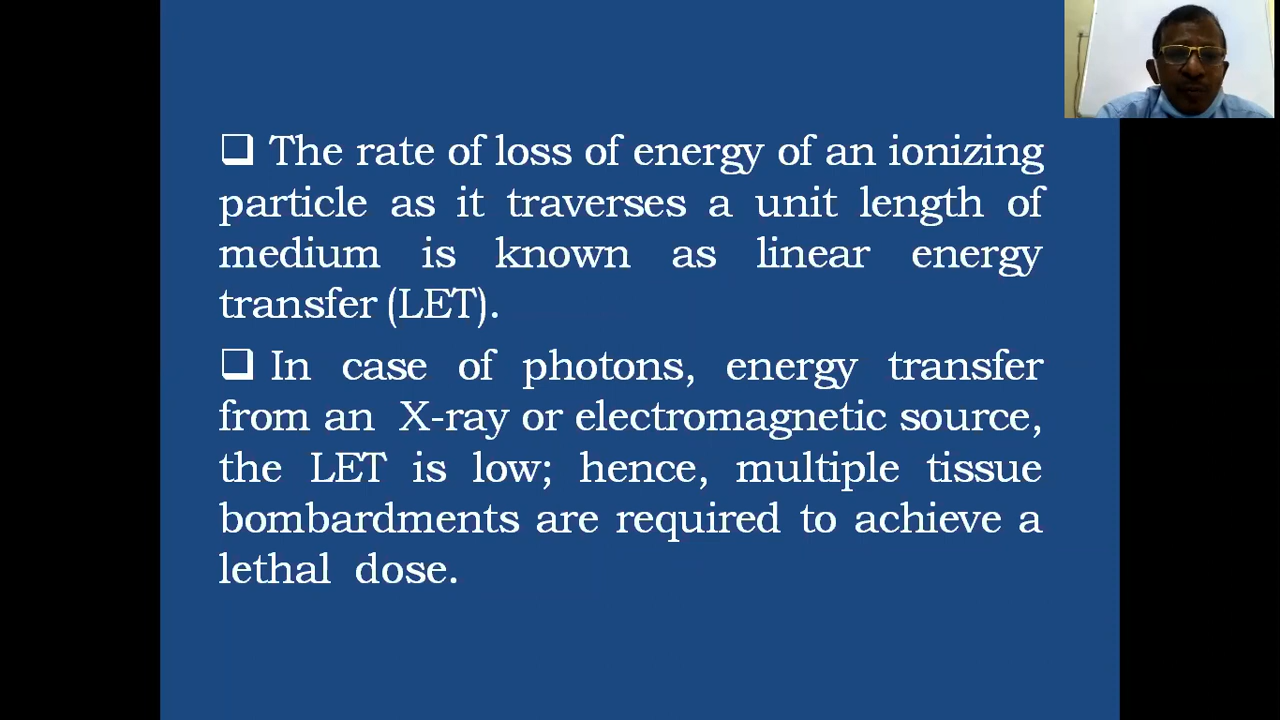 ❑ The rate of loss of energy of an ionizing
particle as it traverses a unit length of
medium is known as linear energy
transfer (LET).
❑ In case of photons, energy transfer
from an X-ray or electromagnetic source,
the LET is low; hence, multiple tissue
bombardments are required to achieve a
lethal dose.